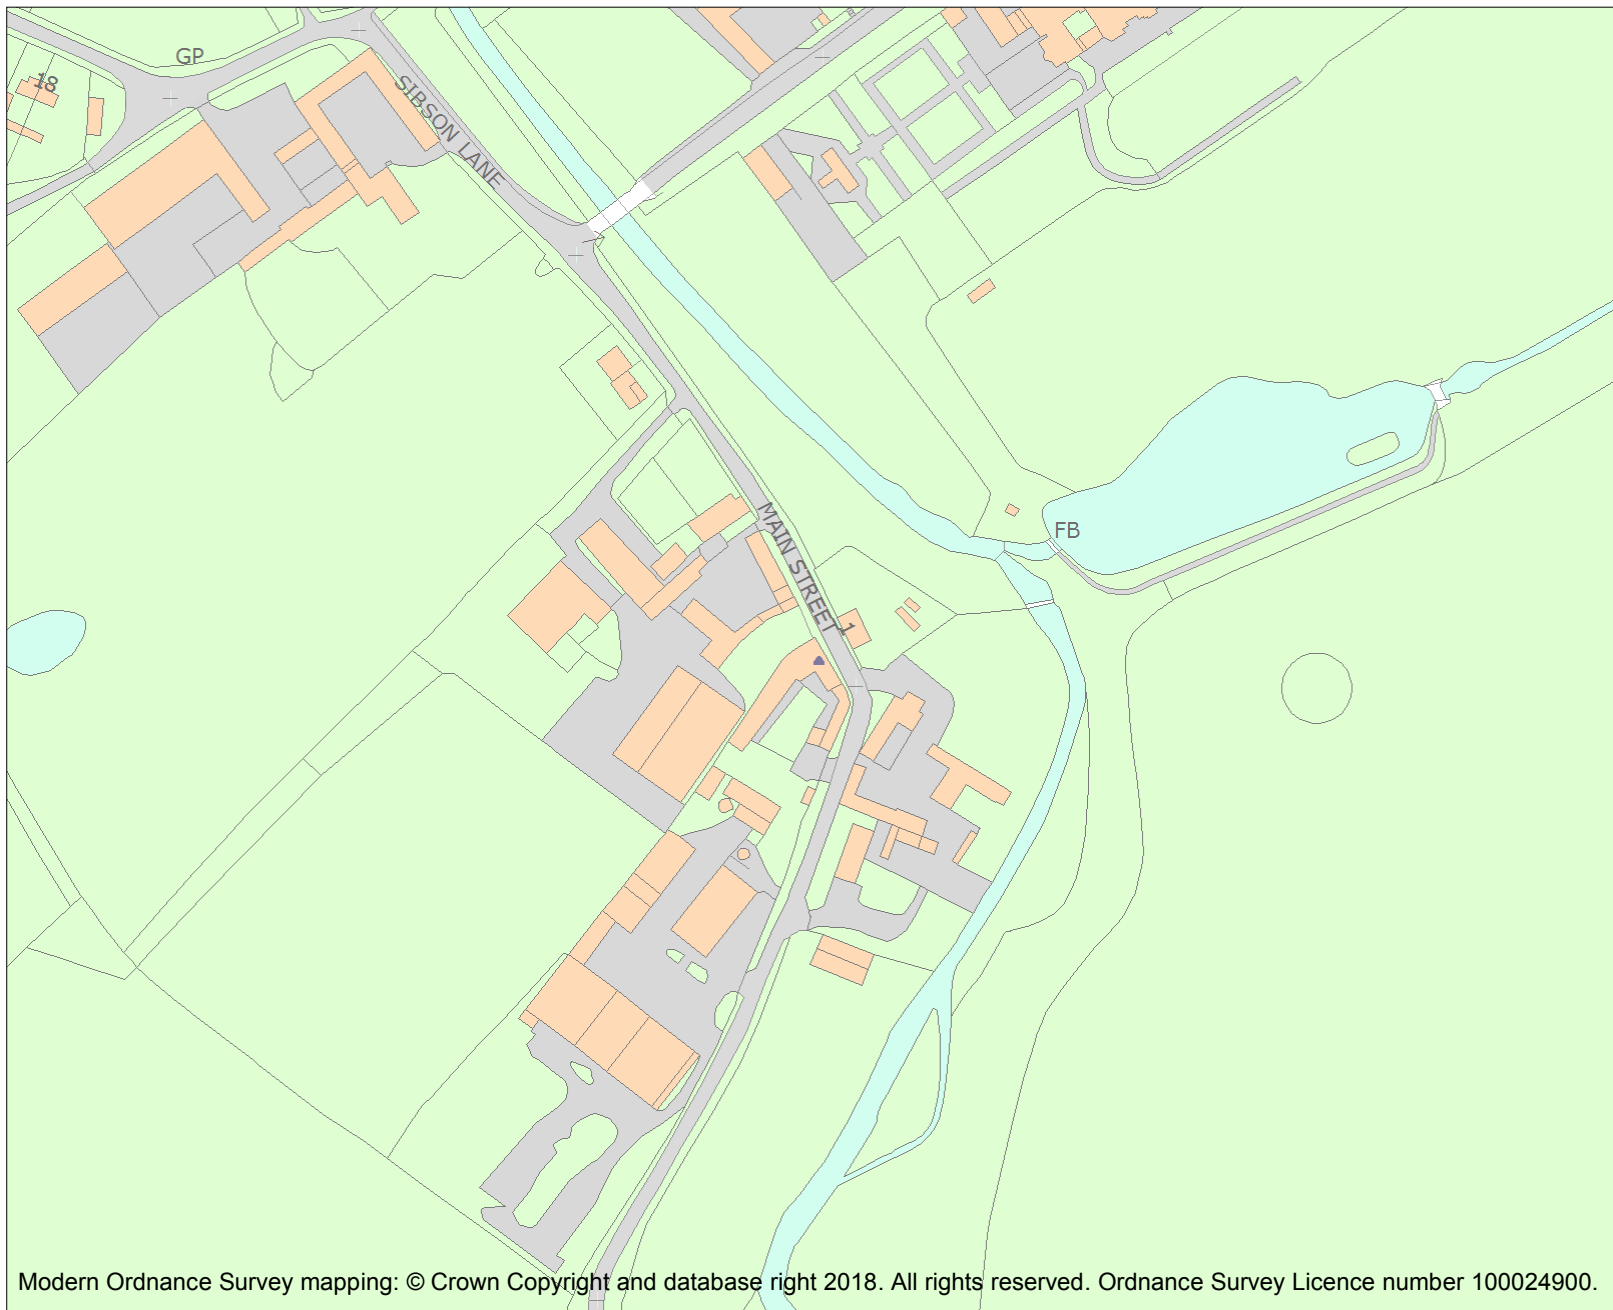 GP
18
SIBSON LANE
MAIN STREET
FB
1
Modern Ordnance Survey mapping: © Crown Copyright and database right 2018. All rights reserved. Ordnance Survey Licence number 100024900.